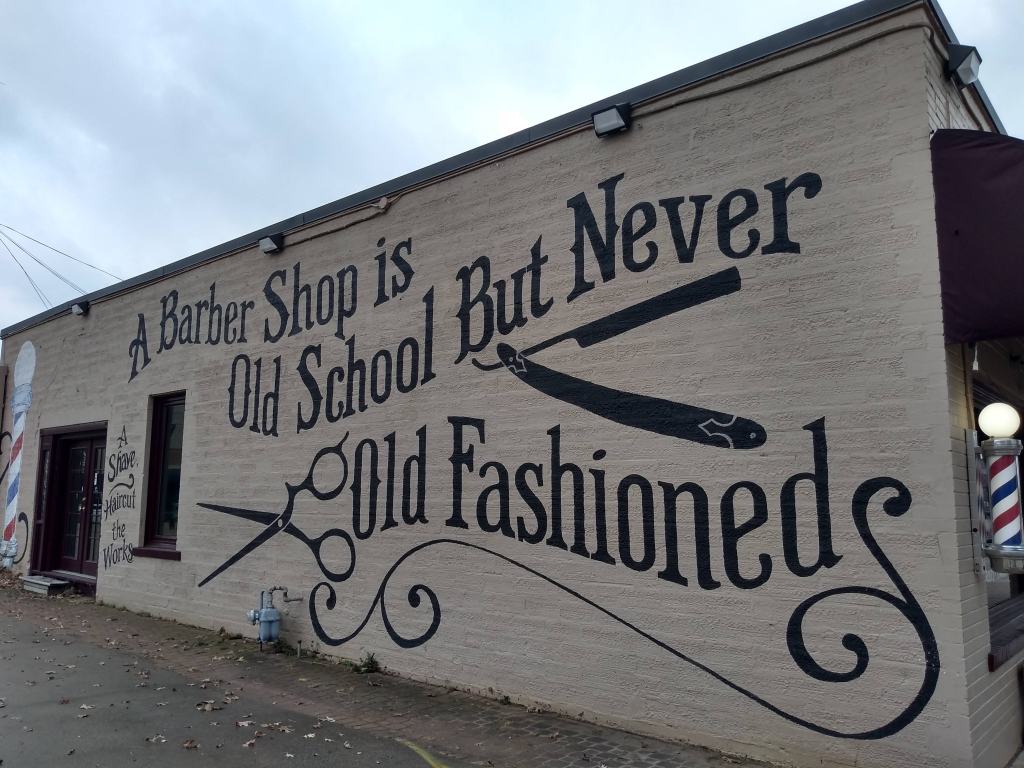 A Barber Shop is
Old School But Never
Old Fashioned
A
Shave,
Haircut
the
Works